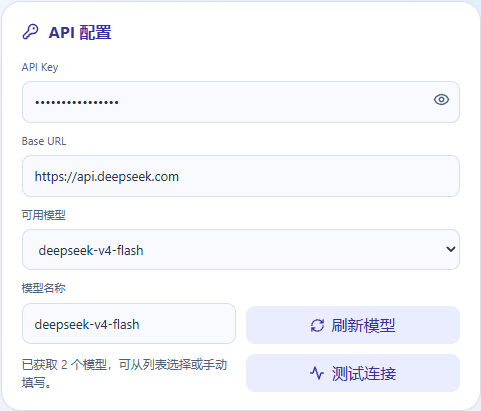 API 配置
API Key
••••••••••••••••
Base URL
https://api.deepseek.com
可用模型
deepseek-v4-flash
模型名称
deepseek-v4-flash
刷新模型
已获取 2 个模型，可从列表选择或手动
填写。
测试连接